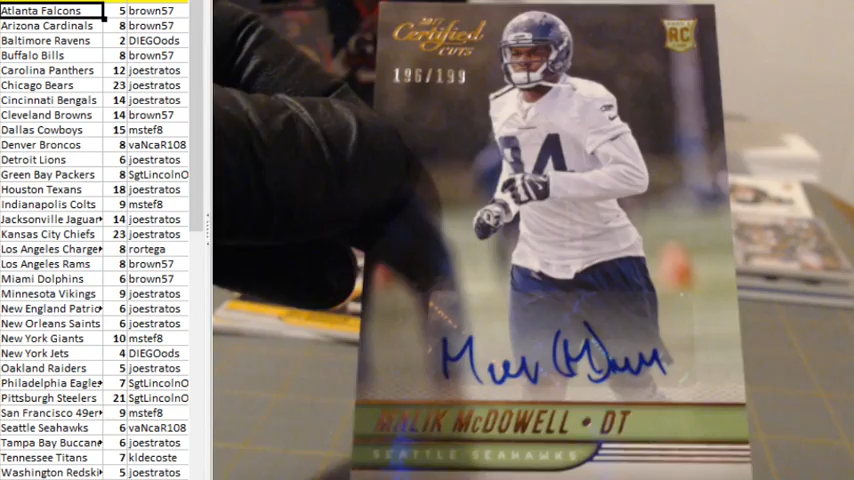 Atlanta Falcons 5 brown57
Arizona Cardinals 8 brown57
Baltimore Ravens 2 DIEGOods
Buffalo Bills 8 brown57
Carolina Panthers 12 joestratos
Chicago Bears 23 joestratos
Cincinnati Bengals 14 joestratos
Cleveland Browns 14 brown57
Dallas Cowboys 15 mstef8
Denver Broncos 8 vaNcaR108
Detroit Lions 6 joestratos
Green Bay Packers 8 SgtLincolnO
Houston Texans 18 joestratos
Indianapolis Colts 9 mstef8
Jacksonville Jaguar 14 joestratos
Kansas City Chiefs 23 joestratos
Los Angeles Charge 8 rortega
Los Angeles Rams 8 brown57
Miami Dolphins 6 brown57
Minnesota Vikings 9 joestratos
New England Patrio 6 joestratos
New Orleans Saints 6 joestratos
New York Giants 10 mstef8
New York Jets 4 DIEGOods
Oakland Raiders 5 joestratos
Philadelphia Eagle 7 SgtLincolnO
Pittsburgh Steelers 21 SgtLincolnO
San Francisco 49er 9 mstef8
Seattle Seahawks 6 vaNcaR108
Tampa Bay Buccane 6 joestratos
Tennessee Titans 7 kldecoste
Washington Redski 5 joestratos
2017
Certified
CUTS
196/199
RC
MALIK McDOWELL • DT
SEATTLE SEAHAWKS